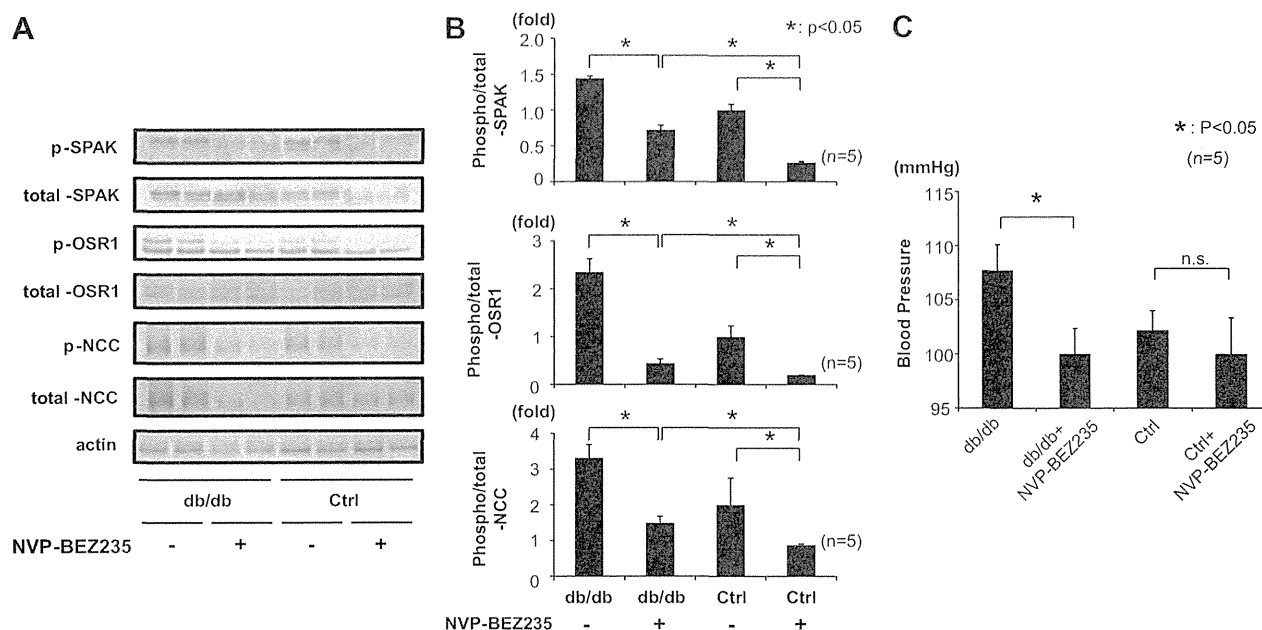 A
p-SPAK
total -SPAK
p-OSR1
total -OSR1
p-NCC
total -NCC
actin
db/db Ctrl
NVP-BEZ235 - + - +
B
(fold)
*: p<0.05
Phospho/total
-SPAK
2.0
1.5
1.0
0.5
0
* * *
(n=5)
(fold)
Phospho/total
-OSR1
3
2
1
0
* * *
(n=5)
(fold)
Phospho/total
-NCC
4
3
2
1
0
* * *
(n=5)
db/db db/db Ctrl Ctrl
NVP-BEZ235 - + - +
C
*: P<0.05
(n=5)
(mmHg)
Blood Pressure
115
110
105
100
95
*
n.s.
db/db
db/db+
NVP-BEZ235
Ctrl
Ctrl+
NVP-BEZ235